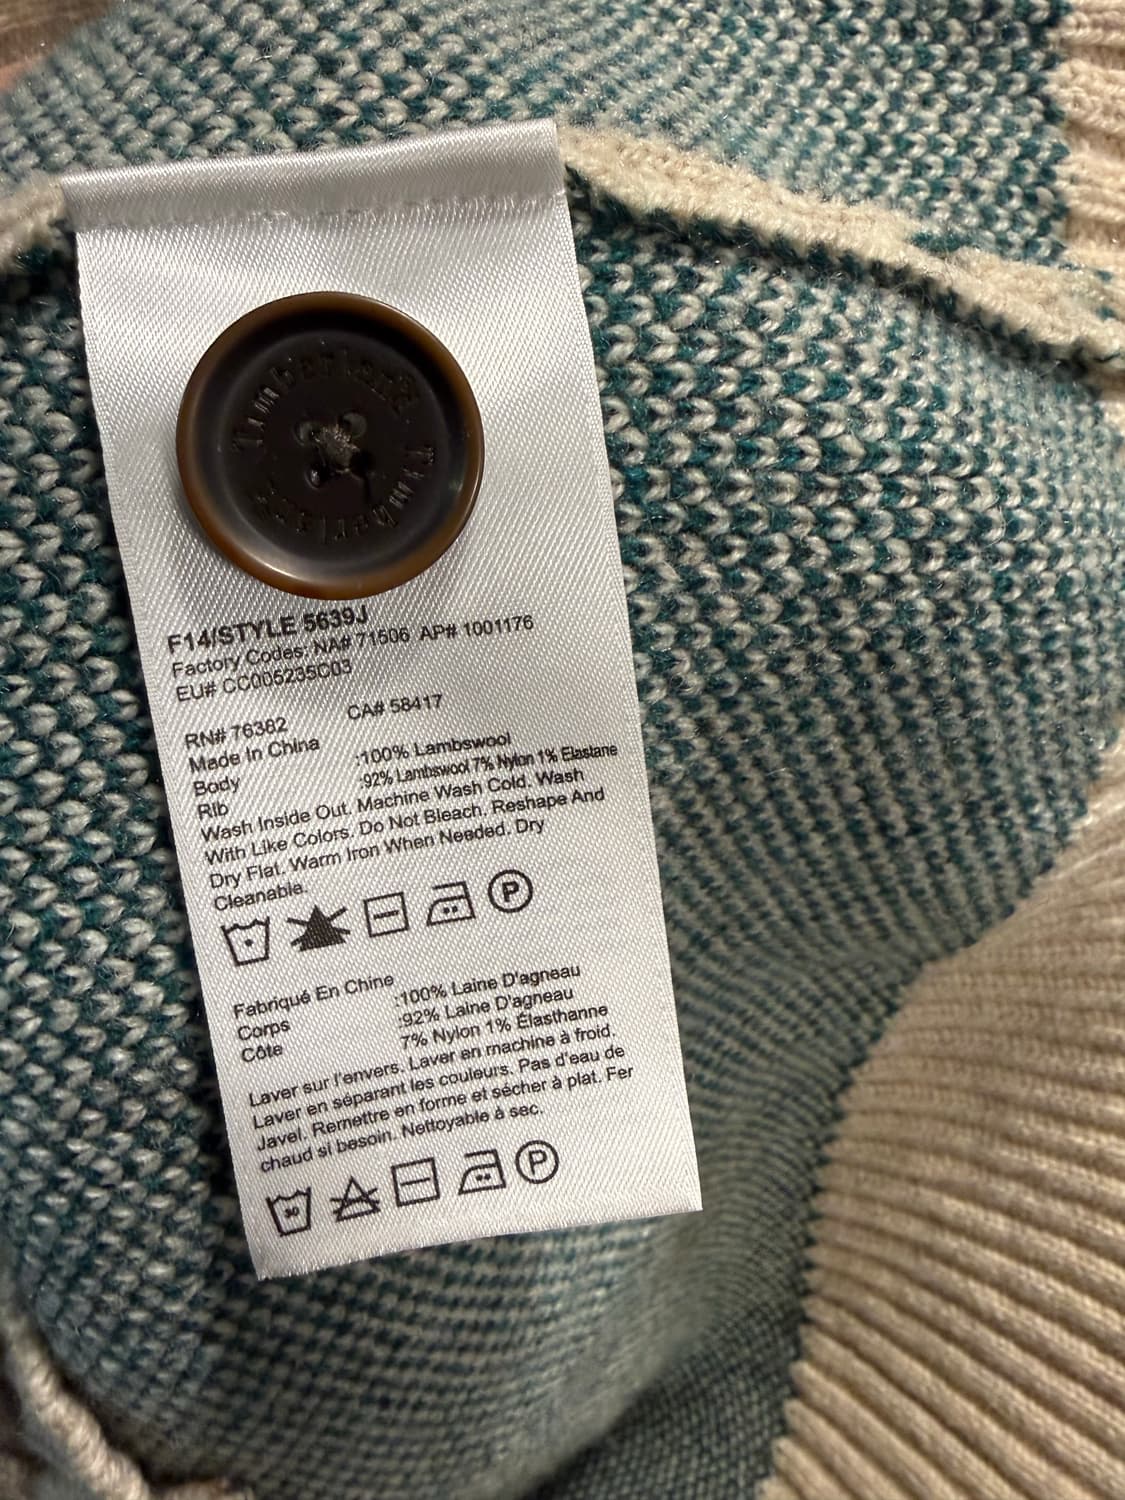 Timberland Timberland
F14/STYLE 5639J
Factory Codes: NA# 71506 AP# 1001176
EU# CC006235C03
RN# 76382 CA# 58417
Made In China
Body :100% Lambswool
Rib :92% Lambswool 7% Nylon 1% Elastane
Wash Inside Out. Machine Wash Cold. Wash
With Like Colors. Do Not Bleach. Reshape And
Dry Flat. Warm Iron When Needed. Dry
Cleanable.
P
Fabriqué En Chine
Corps :100% Laine D'agneau
Côte :92% Laine D'agneau
7% Nylon 1% Élasthanne
Laver sur l'envers. Laver en machine à froid.
Laver en séparant les couleurs. Pas d'eau de
Javel. Remettre en forme et sécher à plat. Fer
chaud si besoin. Nettoyable à sec.
30 P